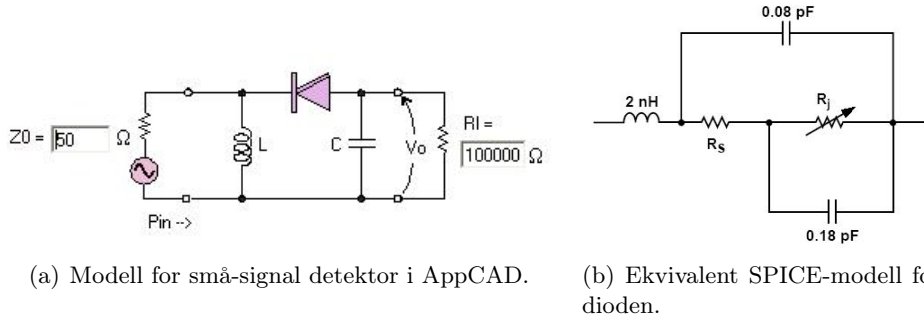 0.08 pF
2 nH
Rj
RS
0.18 pF
Z0 = 50 Ω
L
C
Vo
Rl =
100000 Ω
Pin -->
(a) Modell for små-signal detektor i AppCAD.
(b) Ekvivalent SPICE-modell fo
dioden.